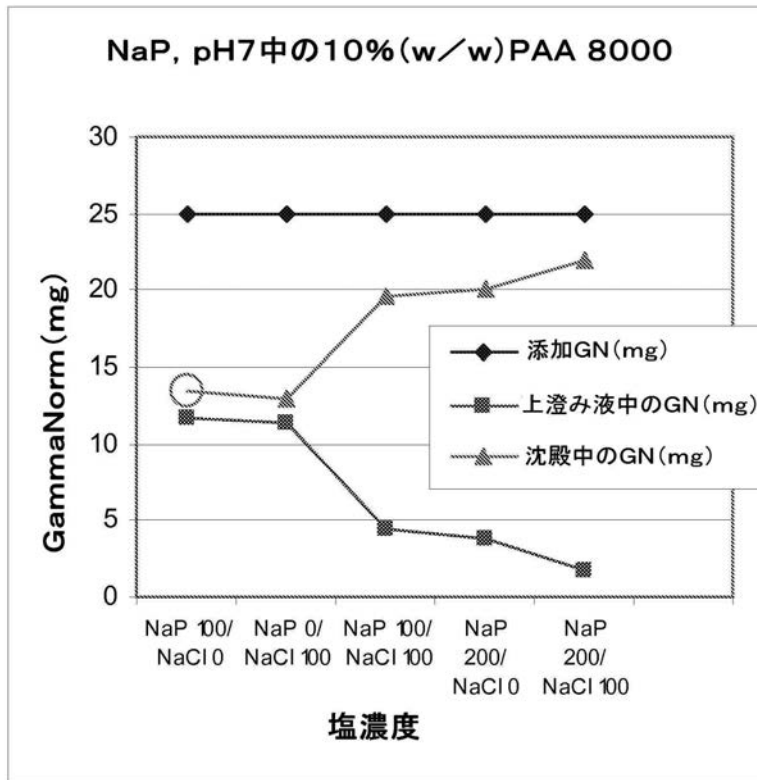 NaP, pH7中の10%(w/w)PAA 8000
30
25
20
15
10
5
0
GammaNorm(mg)
添加GN(mg)
上澄み液中のGN(mg)
沈殿中のGN(mg)
NaP 100/
NaCl 0
NaP 0/
NaCl 100
NaP 100/
NaCl 100
NaP
200/
NaCl 0
NaP
200/
NaCl 100
塩濃度